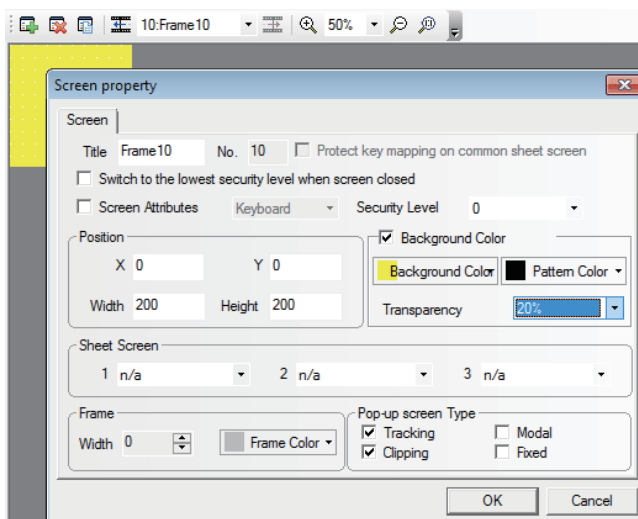 10:Frame10 50%
Screen property
Screen
Title Frame10 No. 10 Protect key mapping on common sheet screen
Switch to the lowest security level when screen closed
Screen Attributes Keyboard Security Level 0
Position Background Color
X 0 Y 0 Background Color Pattern Color
Width 200 Height 200 Transparency 20%
Sheet Screen
1 n/a 2 n/a 3 n/a
Frame Pop-up screen Type
Width 0 Frame Color Tracking Modal
Clipping Fixed
OK Cancel